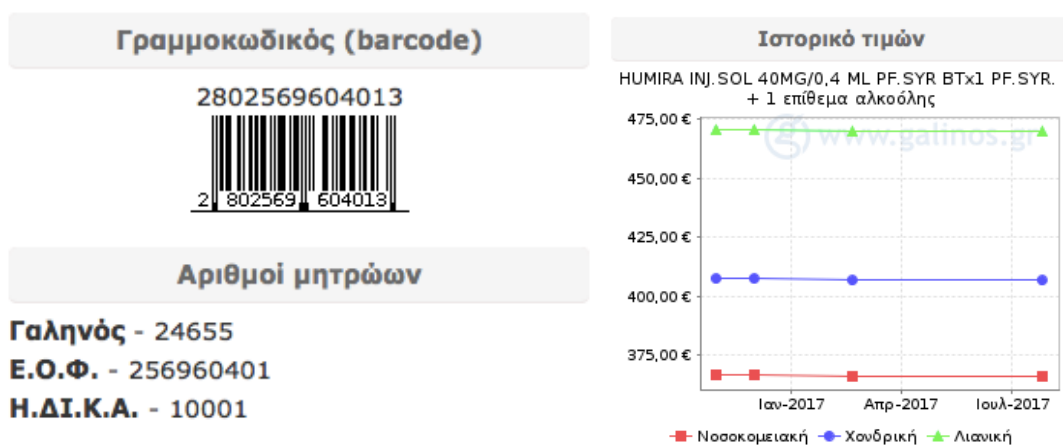 Γραμμοκωδικός (barcode)
2802569604013
2 802569 604013
Αριθμοί μητρώων
Γαληνός - 24655
Ε.Ο.Φ. - 256960401
Η.ΔΙ.Κ.Α. - 10001
Ιστορικό τιμών
HUMIRA INJ.SOL 40MG/0,4 ML PF.SYR BTx1 PF.SYR.
+ 1 επίθεμα αλκοόλης
www.galinos.gr
475,00 €
450,00 €
425,00 €
400,00 €
375,00 €
Ιαν-2017 Απρ-2017 Ιουλ-2017
Νοσοκομειακή Χονδρική Λιανική